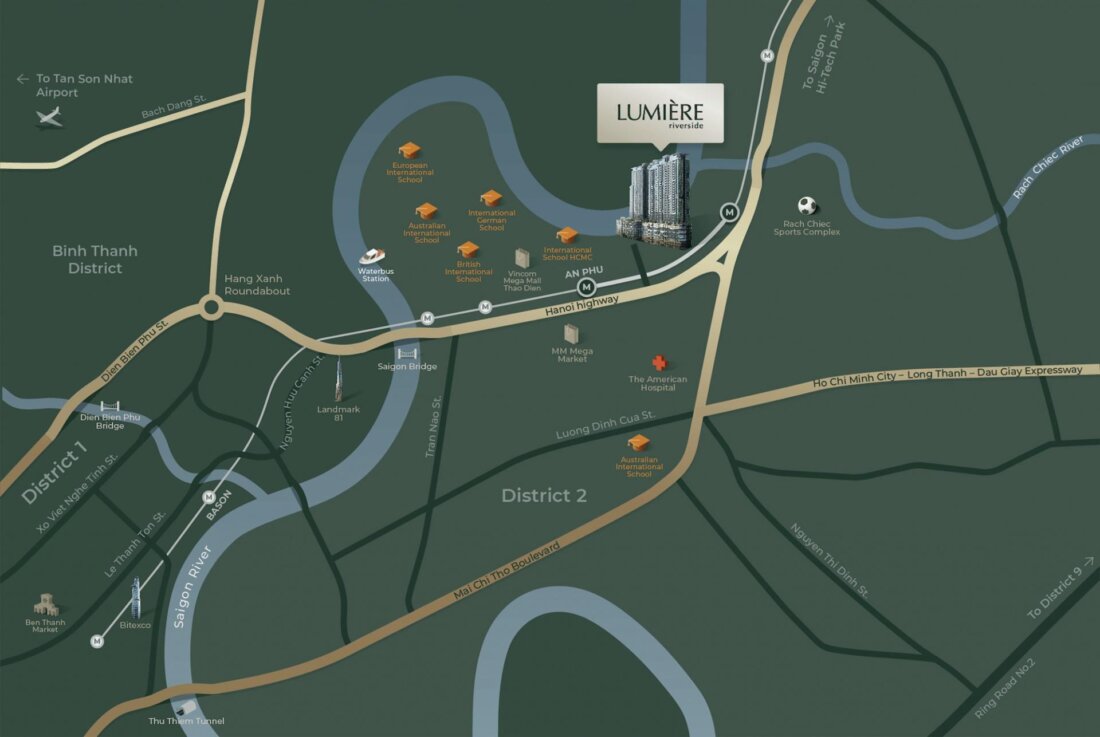 To Tan Son Nhat
Airport
Bach Dang St.
To Saigon
Hi-Tech Park
LUMIÈRE
riverside
European
International
School
International
German
School
Australian
International
School
British
International
School
International
School HCMC
Vincom
Mega Mall
Thao Dien
Waterbus
Station
AN PHU
M
M
M
M
M
M
M
Rach Chiec
Sports Complex
Rach Chiec River
Binh Thanh
District
Hang Xanh
Roundabout
Hanoi highway
Dien Bien Phu St.
Saigon Bridge
MM Mega
Market
The American
Hospital
Ho Chi Minh City – Long Thanh – Dau Giay Expressway
Nguyen Huu Canh St.
Landmark
81
Dien Bien Phu
Bridge
Tran Nao St.
Luong Dinh Cua St.
Australian
International
School
District 1
Xo Viet Nghe Tinh St.
BASON
District 2
Le Thanh Ton St.
Saigon River
Mai Chi Tho Boulevard
Nguyen Thi Dinh St.
To District 9
Ring Road No.2
Ben Thanh
Market
Bitexco
Thu Thiem Tunnel